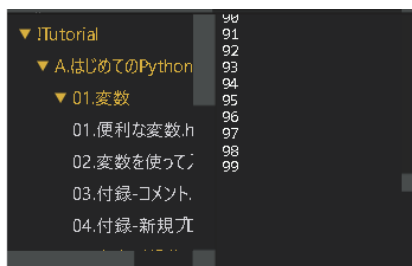 !Tutorial
A.はじめてのPython
01.変数
01.便利な変数.h
02.変数を使って
03.付録-コメント.
04.付録-新規プロ
90
91
92
93
94
95
96
97
98
99